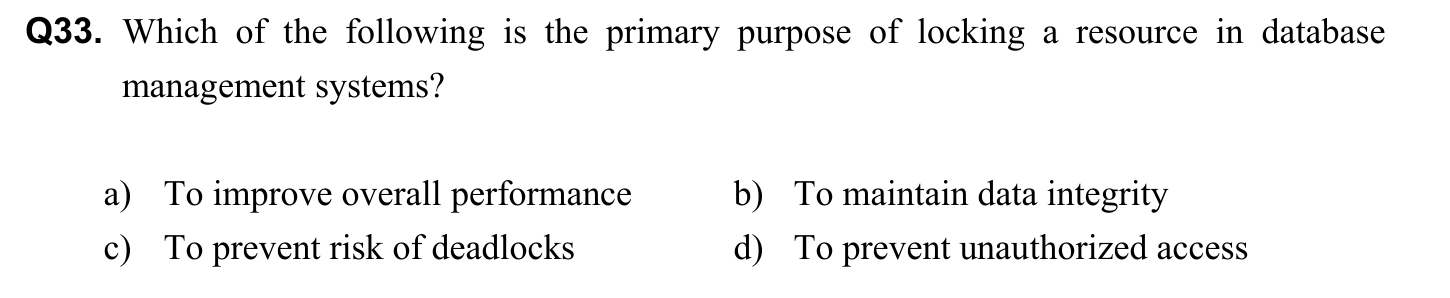 Q33. Which of the following is the primary purpose of locking a resource in database
management systems?
a) To improve overall performance b) To maintain data integrity
c) To prevent risk of deadlocks d) To prevent unauthorized access